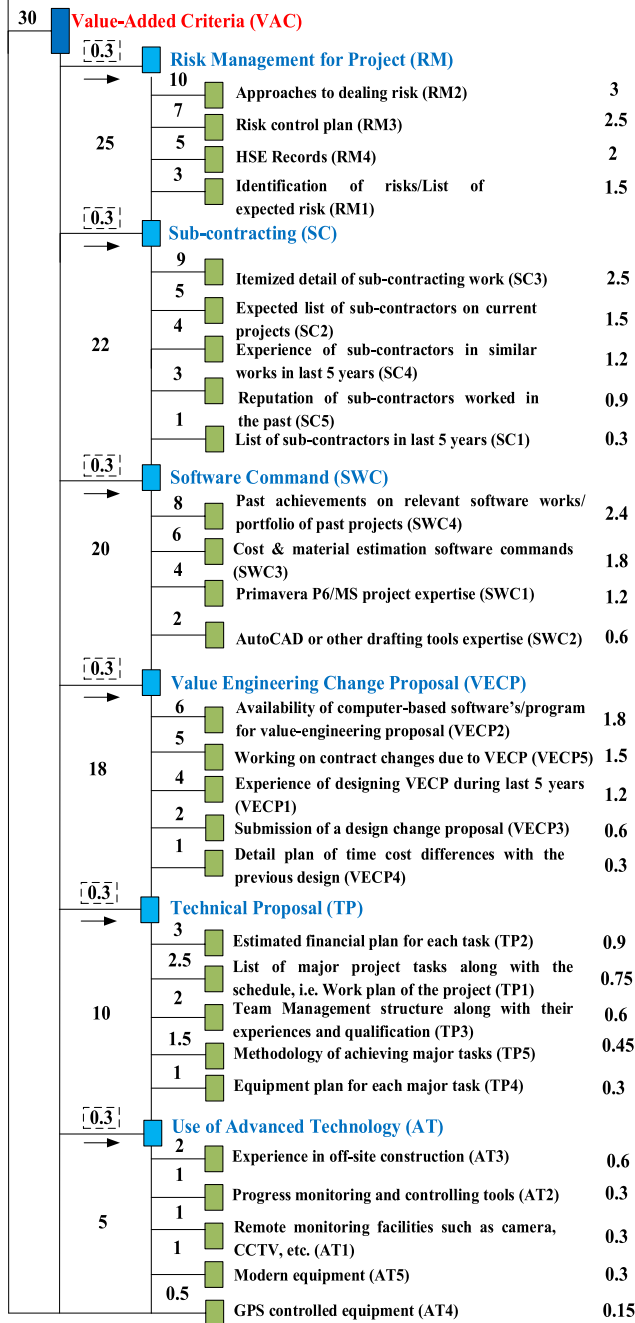 30
Value-Added Criteria (VAC)
0.3
Risk Management for Project (RM)
10
Approaches to dealing risk (RM2)
3
7
Risk control plan (RM3)
2.5
25
5
HSE Records (RM4)
2
3
Identification of risks/List of
expected risk (RM1)
1.5
0.3
Sub-contracting (SC)
9
Itemized detail of sub-contracting work (SC3)
2.5
5
Expected list of sub-contractors on current
projects (SC2)
1.5
22
4
Experience of sub-contractors in similar
works in last 5 years (SC4)
1.2
3
Reputation of sub-contractors worked in
the past (SC5)
0.9
1
List of sub-contractors in last 5 years (SC1)
0.3
0.3
Software Command (SWC)
8
Past achievements on relevant software works/
portfolio of past projects (SWC4)
2.4
20
6
Cost & material estimation software commands
(SWC3)
1.8
4
Primavera P6/MS project expertise (SWC1)
1.2
2
AutoCAD or other drafting tools expertise (SWC2)
0.6
0.3
Value Engineering Change Proposal (VECP)
6
Availability of computer-based software's/program
for value-engineering proposal (VECP2)
1.8
5
Working on contract changes due to VECP (VECP5)
1.5
18
4
Experience of designing VECP during last 5 years
(VECP1)
1.2
2
Submission of a design change proposal (VECP3)
0.6
1
Detail plan of time cost differences with the
previous design (VECP4)
0.3
0.3
Technical Proposal (TP)
3
Estimated financial plan for each task (TP2)
0.9
2.5
List of major project tasks along with the
schedule, i.e. Work plan of the project (TP1)
0.75
10
2
Team Management structure along with their
experiences and qualification (TP3)
0.6
1.5
Methodology of achieving major tasks (TP5)
0.45
1
Equipment plan for each major task (TP4)
0.3
0.3
Use of Advanced Technology (AT)
2
Experience in off-site construction (AT3)
0.6
1
Progress monitoring and controlling tools (AT2)
0.3
5
1
Remote monitoring facilities such as camera,
CCTV, etc. (AT1)
0.3
1
Modern equipment (AT5)
0.3
0.5
GPS controlled equipment (AT4)
0.15